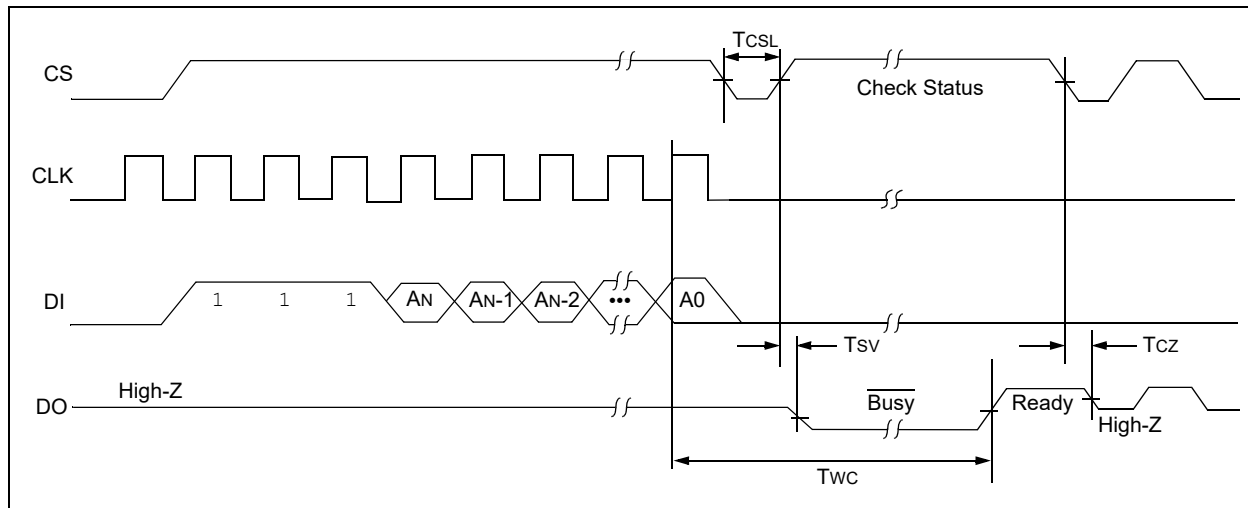 TCSL
CS
Check Status
CLK
DI
1 1 1 AN AN-1 AN-2 ••• A0
TSV
TCZ
High-Z
DO
Busy
Ready
High-Z
TWC